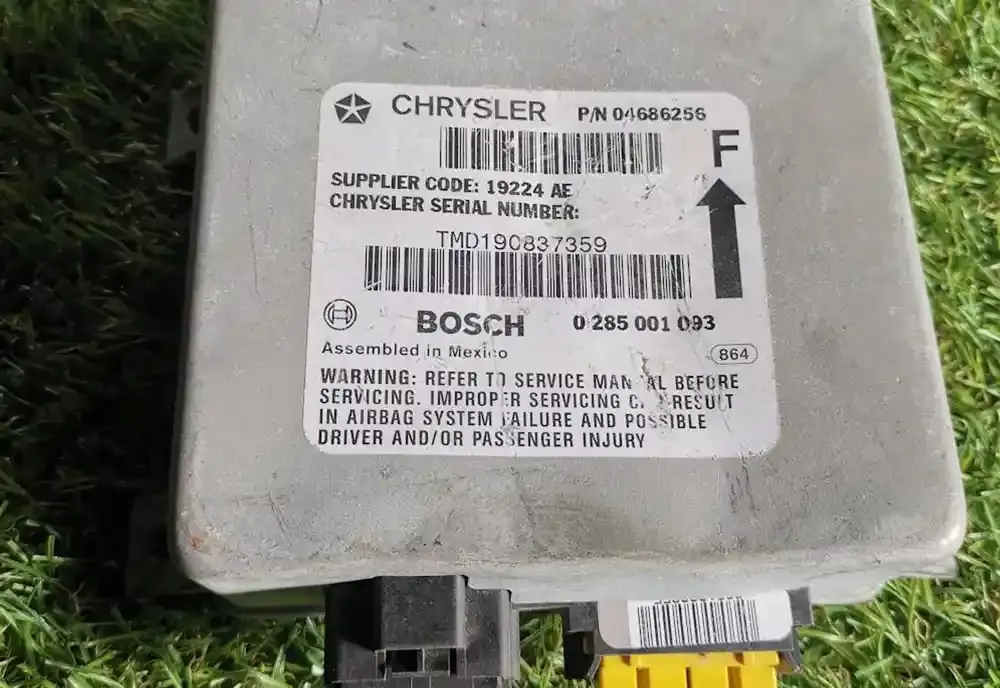 CHRYSLER P/N 04686256
F
SUPPLIER CODE: 19224 AE
CHRYSLER SERIAL NUMBER:
TMD190837359
BOSCH 0 285 001 093
Assembled in Mexico
864
WARNING: REFER TO SERVICE MANUAL BEFORE
SERVICING. IMPROPER SERVICING CAN RESULT
IN AIRBAG SYSTEM FAILURE AND POSSIBLE
DRIVER AND/OR PASSENGER INJURY